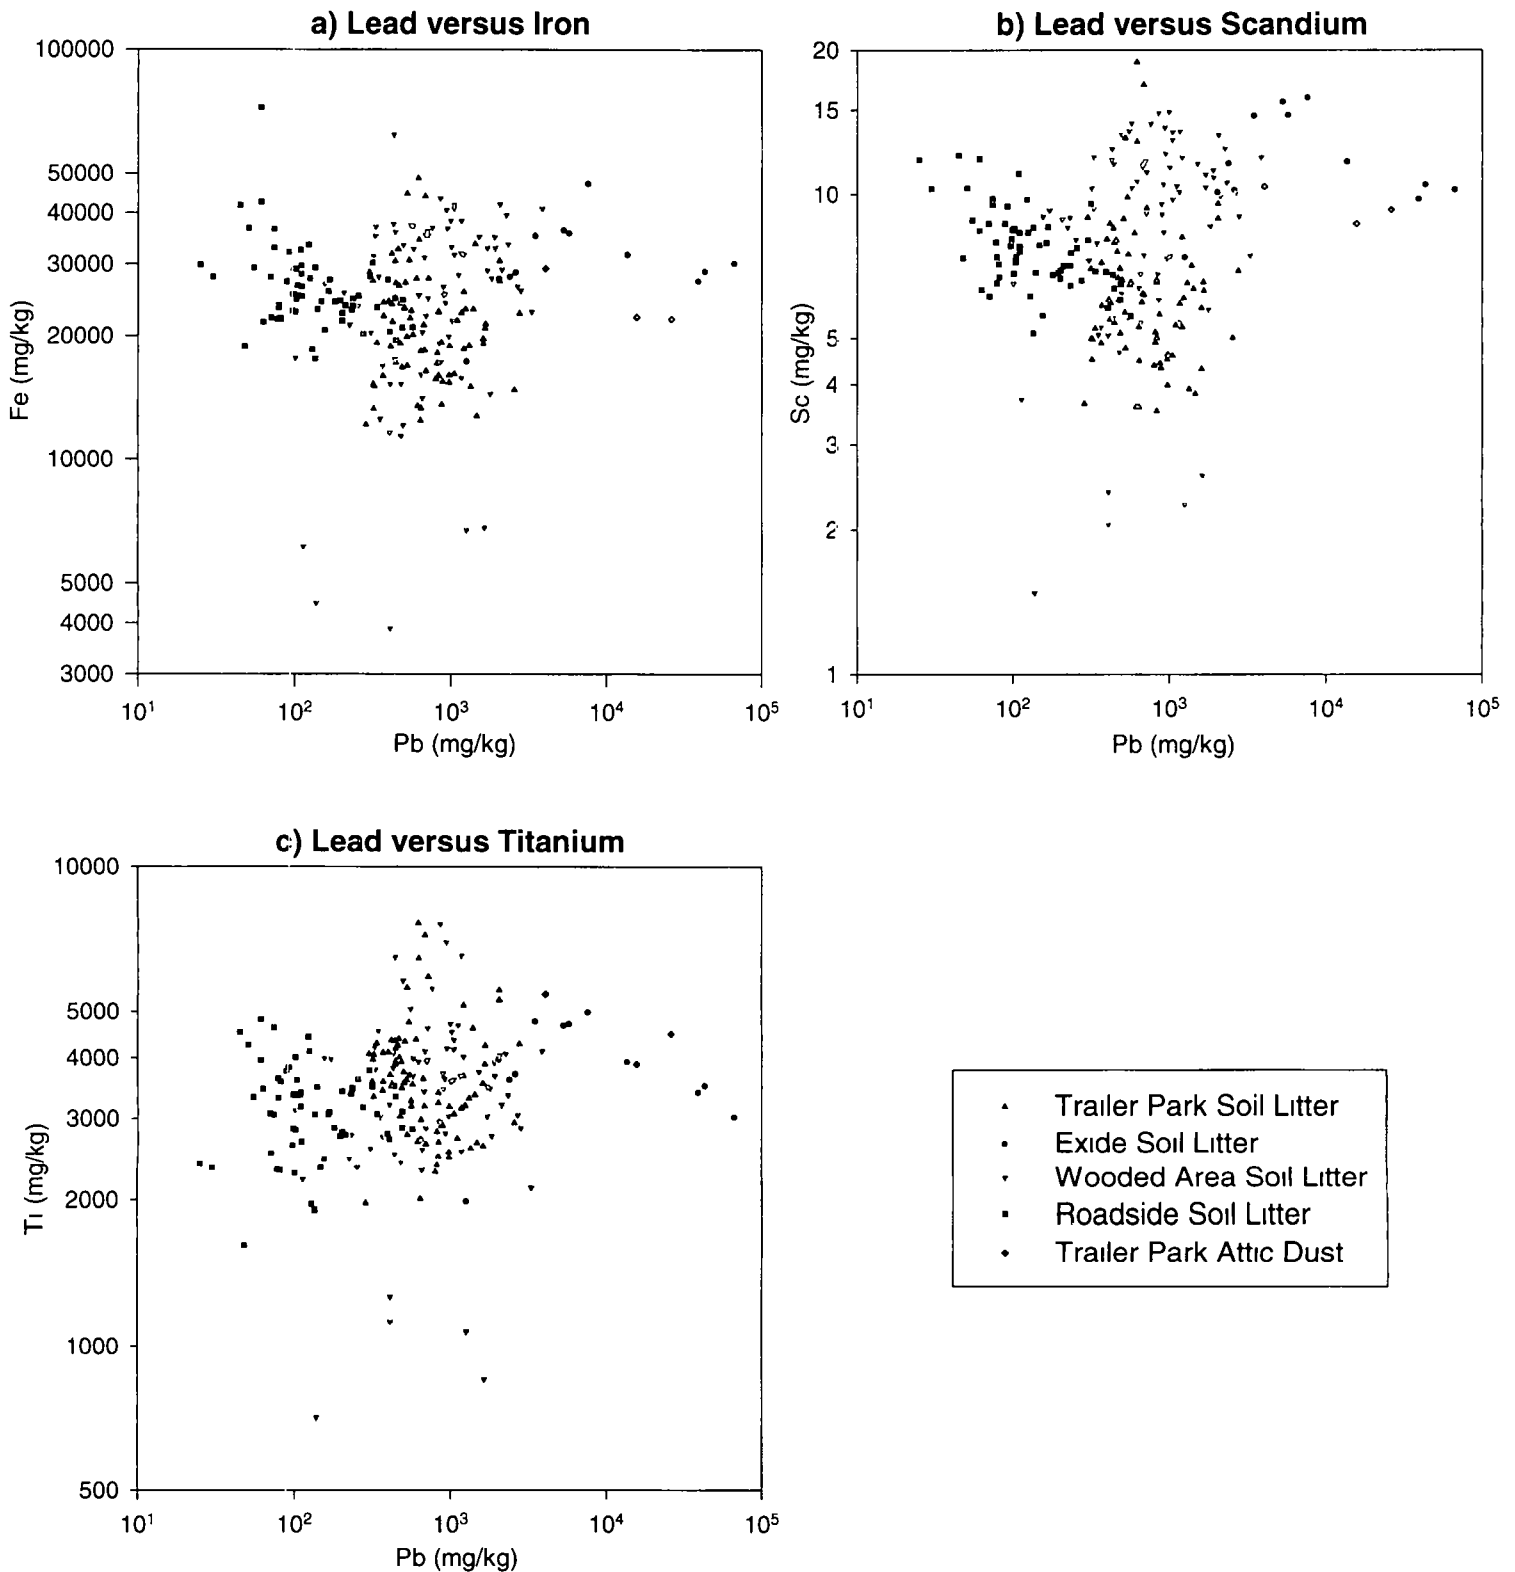 a) Lead versus Iron
100000
50000
40000
30000
20000
10000
5000
4000
3000
Fe (mg/kg)
10¹ 10² 10³ 10⁴ 10⁵
Pb (mg/kg)
b) Lead versus Scandium
20
15
10
5
4
3
2
1
Sc (mg/kg)
10¹ 10² 10³ 10⁴ 10⁵
Pb (mg/kg)
c) Lead versus Titanium
10000
5000
4000
3000
2000
1000
500
Ti (mg/kg)
10¹ 10² 10³ 10⁴ 10⁵
Pb (mg/kg)
Trailer Park Soil Litter
Exide Soil Litter
Wooded Area Soil Litter
Roadside Soil Litter
Trailer Park Attic Dust